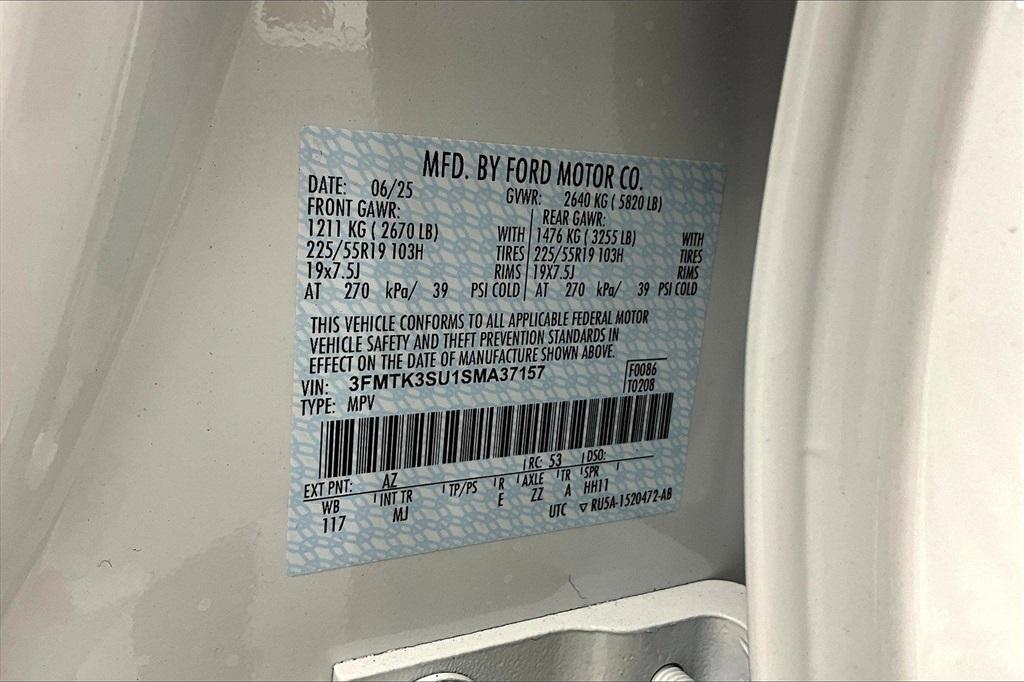 MFD. BY FORD MOTOR CO.
DATE: 06/25 GVWR: 2640 KG ( 5820 LB)
FRONT GAWR: REAR GAWR:
1211 KG ( 2670 LB) WITH 1476 KG ( 3255 LB) WITH
225/55R19 103H TIRES 225/55R19 103H TIRES
19x7.5J RIMS 19X7.5J RIMS
AT 270 kPa/ 39 PSI COLD AT 270 kPa/ 39 PSI COLD
THIS VEHICLE CONFORMS TO ALL APPLICABLE FEDERAL MOTOR
VEHICLE SAFETY AND THEFT PREVENTION STANDARDS IN
EFFECT ON THE DATE OF MANUFACTURE SHOWN ABOVE.
VIN: 3FMTK3SU1SMA37157 F0086
TYPE: MPV T0208
EXT PNT: AZ RC: 53 DSO:
WB INT TR TP/PS R AXLE TR SPR
117 MJ E ZZ A HH11
UTC ▽ RU5A-1520472-AB